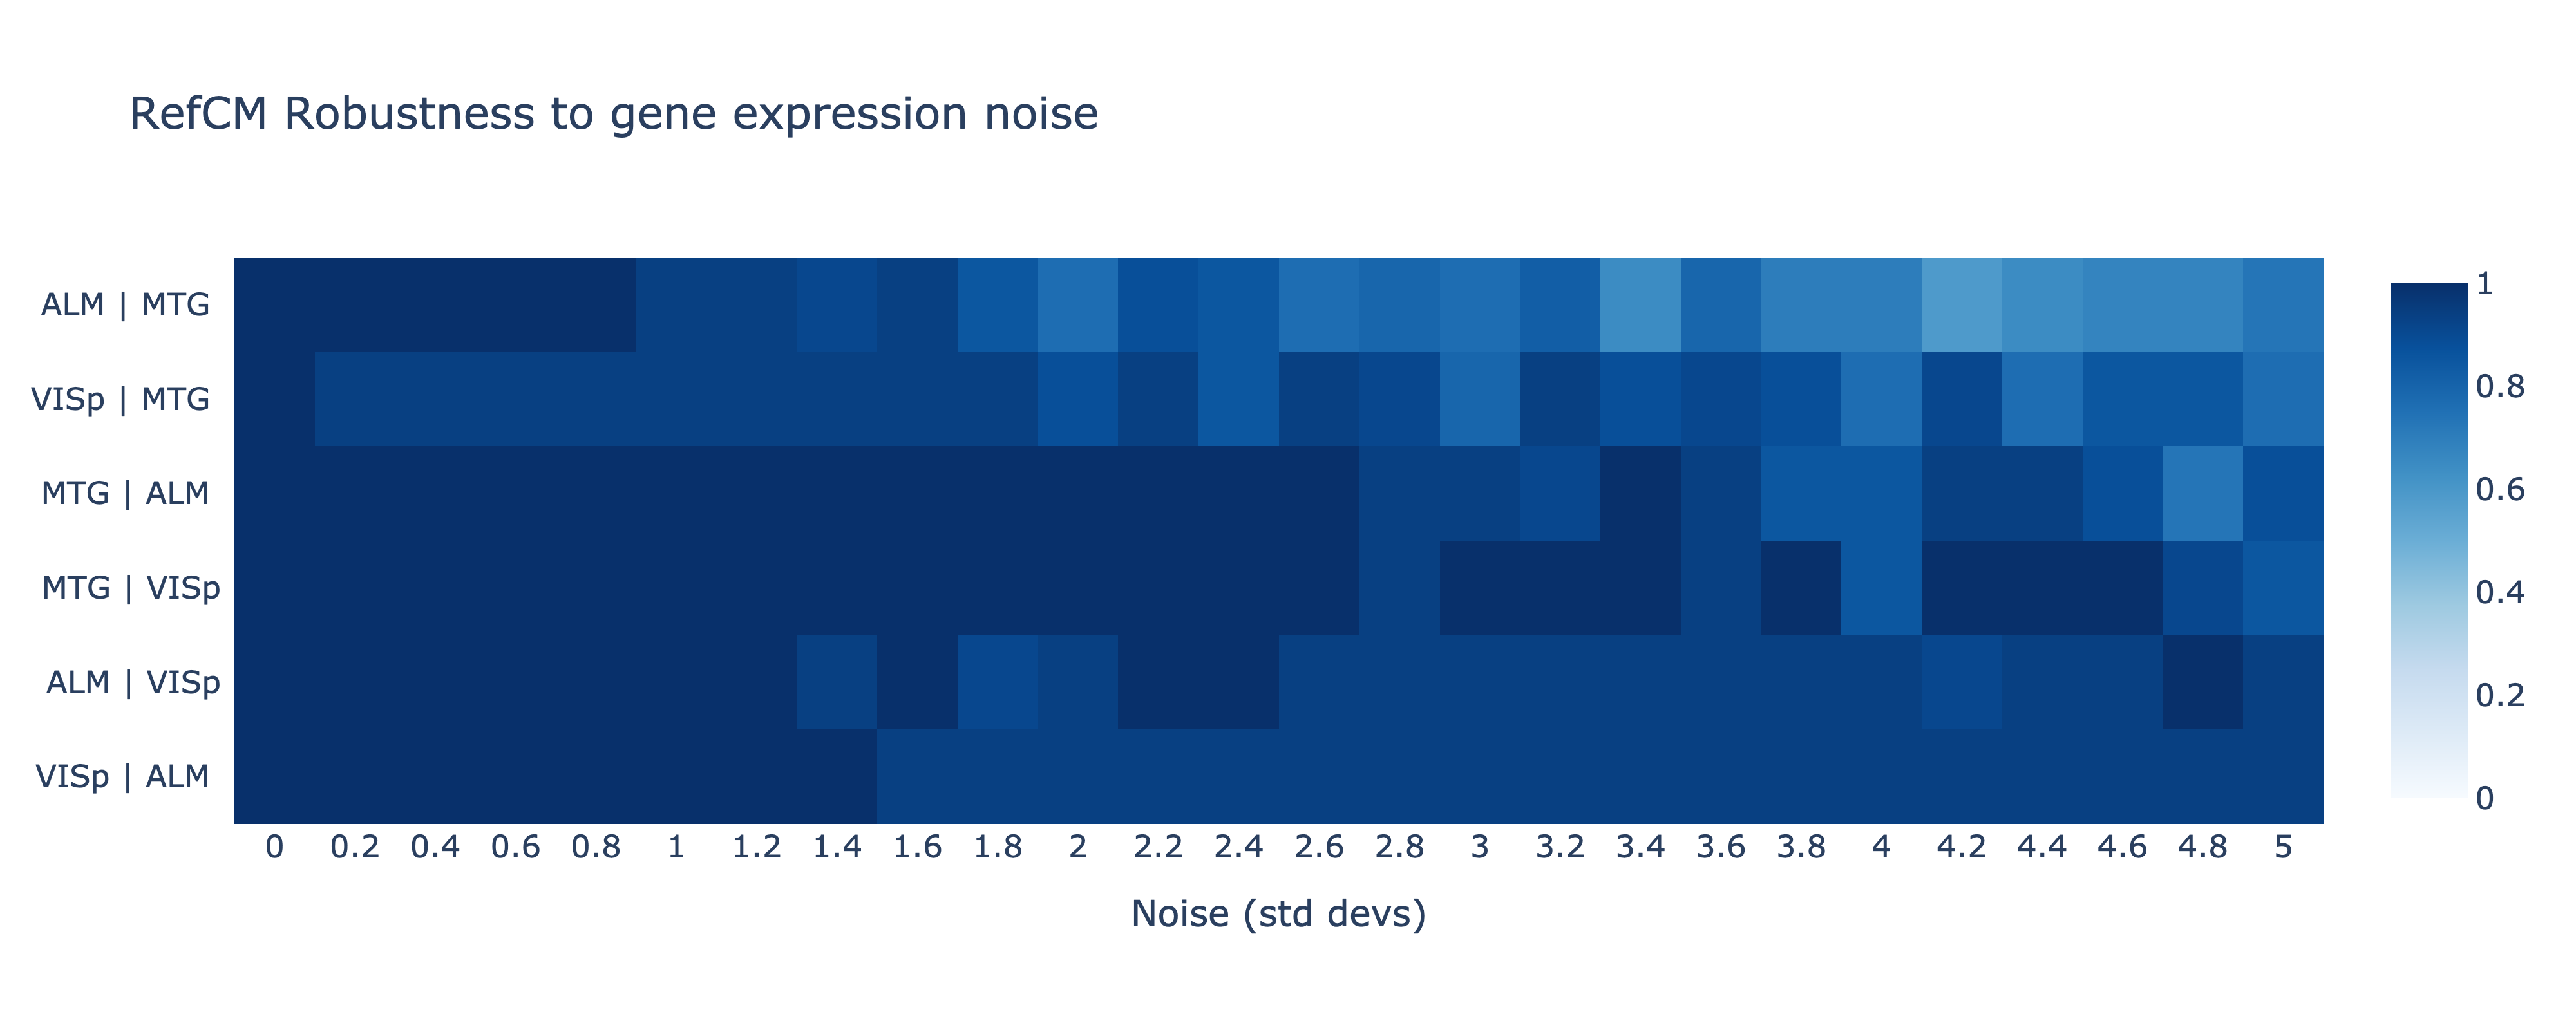 RefCM Robustness to gene expression noise
ALM | MTG
VISp | MTG
MTG | ALM
MTG | VISp
ALM | VISp
VISp | ALM
0 0.2 0.4 0.6 0.8 1 1.2 1.4 1.6 1.8 2 2.2 2.4 2.6 2.8 3 3.2 3.4 3.6 3.8 4 4.2 4.4 4.6 4.8 5
Noise (std devs)
1
0.8
0.6
0.4
0.2
0